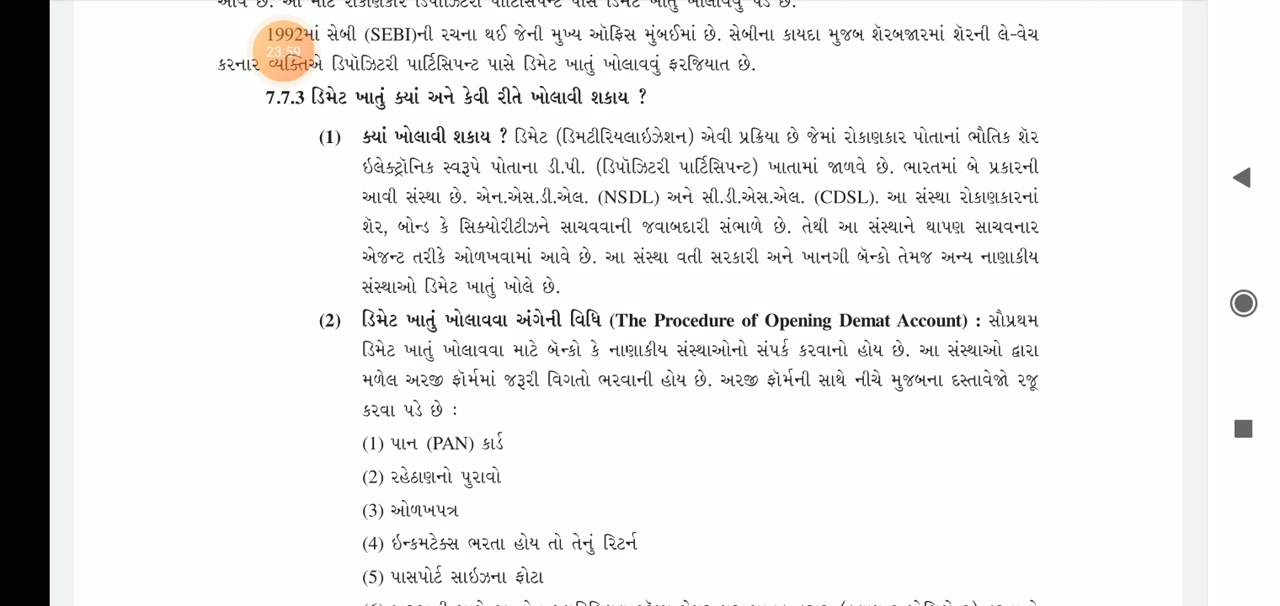 1992માં સેબી (SEBI)ની રચના થઈ જેની મુખ્ય ઑફિસ મુંબઈમાં છે. સેબીના કાયદા મુજબ શૅરબજારમાં શૅરની લે-વેચ
23:59
કરનાર વ્યક્તિએ ડિપૉઝિટરી પાર્ટિસિપન્ટ પાસે ડિમેટ ખાતું ખોલાવવું ફરજિયાત છે.
7.7.3 ડિમેટ ખાતું ક્યાં અને કેવી રીતે ખોલાવી શકાય ?
(1) ક્યાં ખોલાવી શકાય ? ડિમેટ (ડિમટીરિયલાઇઝેશન) એવી પ્રક્રિયા છે જેમાં રોકાણકાર પોતાનાં ભૌતિક શૅર
ઇલેક્ટ્રૉનિક સ્વરૂપે પોતાના ડી.પી. (ડિપૉઝિટરી પાર્ટિસિપન્ટ) ખાતામાં જાળવે છે. ભારતમાં બે પ્રકારની
આવી સંસ્થા છે. એન.એસ.ડી.એલ. (NSDL) અને સી.ડી.એસ.એલ. (CDSL). આ સંસ્થા રોકાણકારનાં
શૅર, બોન્ડ કે સિક્યોરીટીઝને સાચવવાની જવાબદારી સંભાળે છે. તેથી આ સંસ્થાને થાપણ સાચવનાર
એજન્ટ તરીકે ઓળખવામાં આવે છે. આ સંસ્થા વતી સરકારી અને ખાનગી બૅન્કો તેમજ અન્ય નાણાકીય
સંસ્થાઓ ડિમેટ ખાતું ખોલે છે.
(2) ડિમેટ ખાતું ખોલાવવા અંગેની વિધિ (The Procedure of Opening Demat Account) : સૌપ્રથમ
ડિમેટ ખાતું ખોલાવવા માટે બૅન્કો કે નાણાકીય સંસ્થાઓનો સંપર્ક કરવાનો હોય છે. આ સંસ્થાઓ દ્વારા
મળેલ અરજી ફૉર્મમાં જરૂરી વિગતો ભરવાની હોય છે. અરજી ફૉર્મની સાથે નીચે મુજબના દસ્તાવેજો રજૂ
કરવા પડે છે :
(1) પાન (PAN) કાર્ડ
(2) રહેઠાણનો પુરાવો
(3) ઓળખપત્ર
(4) ઇન્કમટેક્સ ભરતા હોય તો તેનું રિટર્ન
(5) પાસપોર્ટ સાઇઝના ફોટા